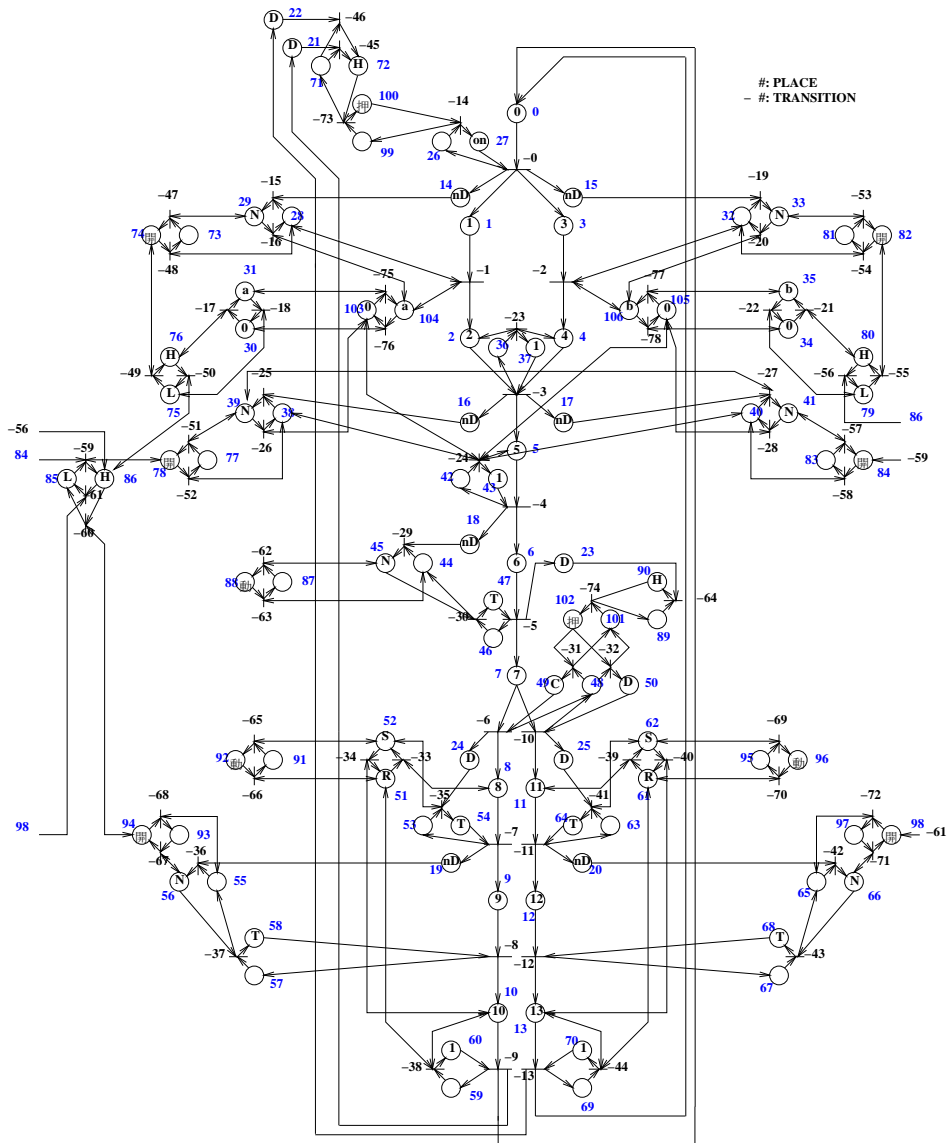 D 22 −46
D 21 −45
71 H 72
#: PLACE
− #: TRANSITION
押 100 −14 0 0
−73
99 26 on 27
−0
−47 −15 14 nD nD 15 −19 −53
29 N 28 1 1 3 3 32 N 33
74 開 73 −16 −20 81 開 82
−48 −54
31 −75 −1 −2 −77 35
a b
−17 −18 103 0 a 104 106 b 0 105 −22 −21
76 0 −23 0 80
30 −76 2 2 36 1 37 4 4 −78 34
H H
−49 −50 −25 −3 −27 −56 −55
L L
75 39 16 17 41 79 86
N 38 nD nD 40 N
−56 −51 −26 −28 −57
84 −59 78 開 77 −24 5 5 83 開 84 −59
85 L H 86 −52 42 1 43 −58
−61
−60 18 −4
−62 45 −29 nD 6 6 D 23 90
N 44 H
88 動 87 47 −74 −64
−63 T 102 押 101 89
−30 −5
46 −31 −32
7 7 49 C 48 D 50
−65 52 −6 −10 62 −69
S 24 D 25 D S
92 動 91 −34 −33 8 −39 −40 95 動 96
−66 R 8 11 R −70
51 −35 11 −41 61
−68 53 T 54 64 T 63 −72
98 94 開 93 −7 −11 97 開 98 −61
−67 −36 19 nD nD 20 −42 −71
56 N 55 9 65 N 66
9 12
58 12 68
T T
−37 −8 −12 −43
57 67
10
10 13
13
60 1 1 70
−38 −9 −13 −44
59 69